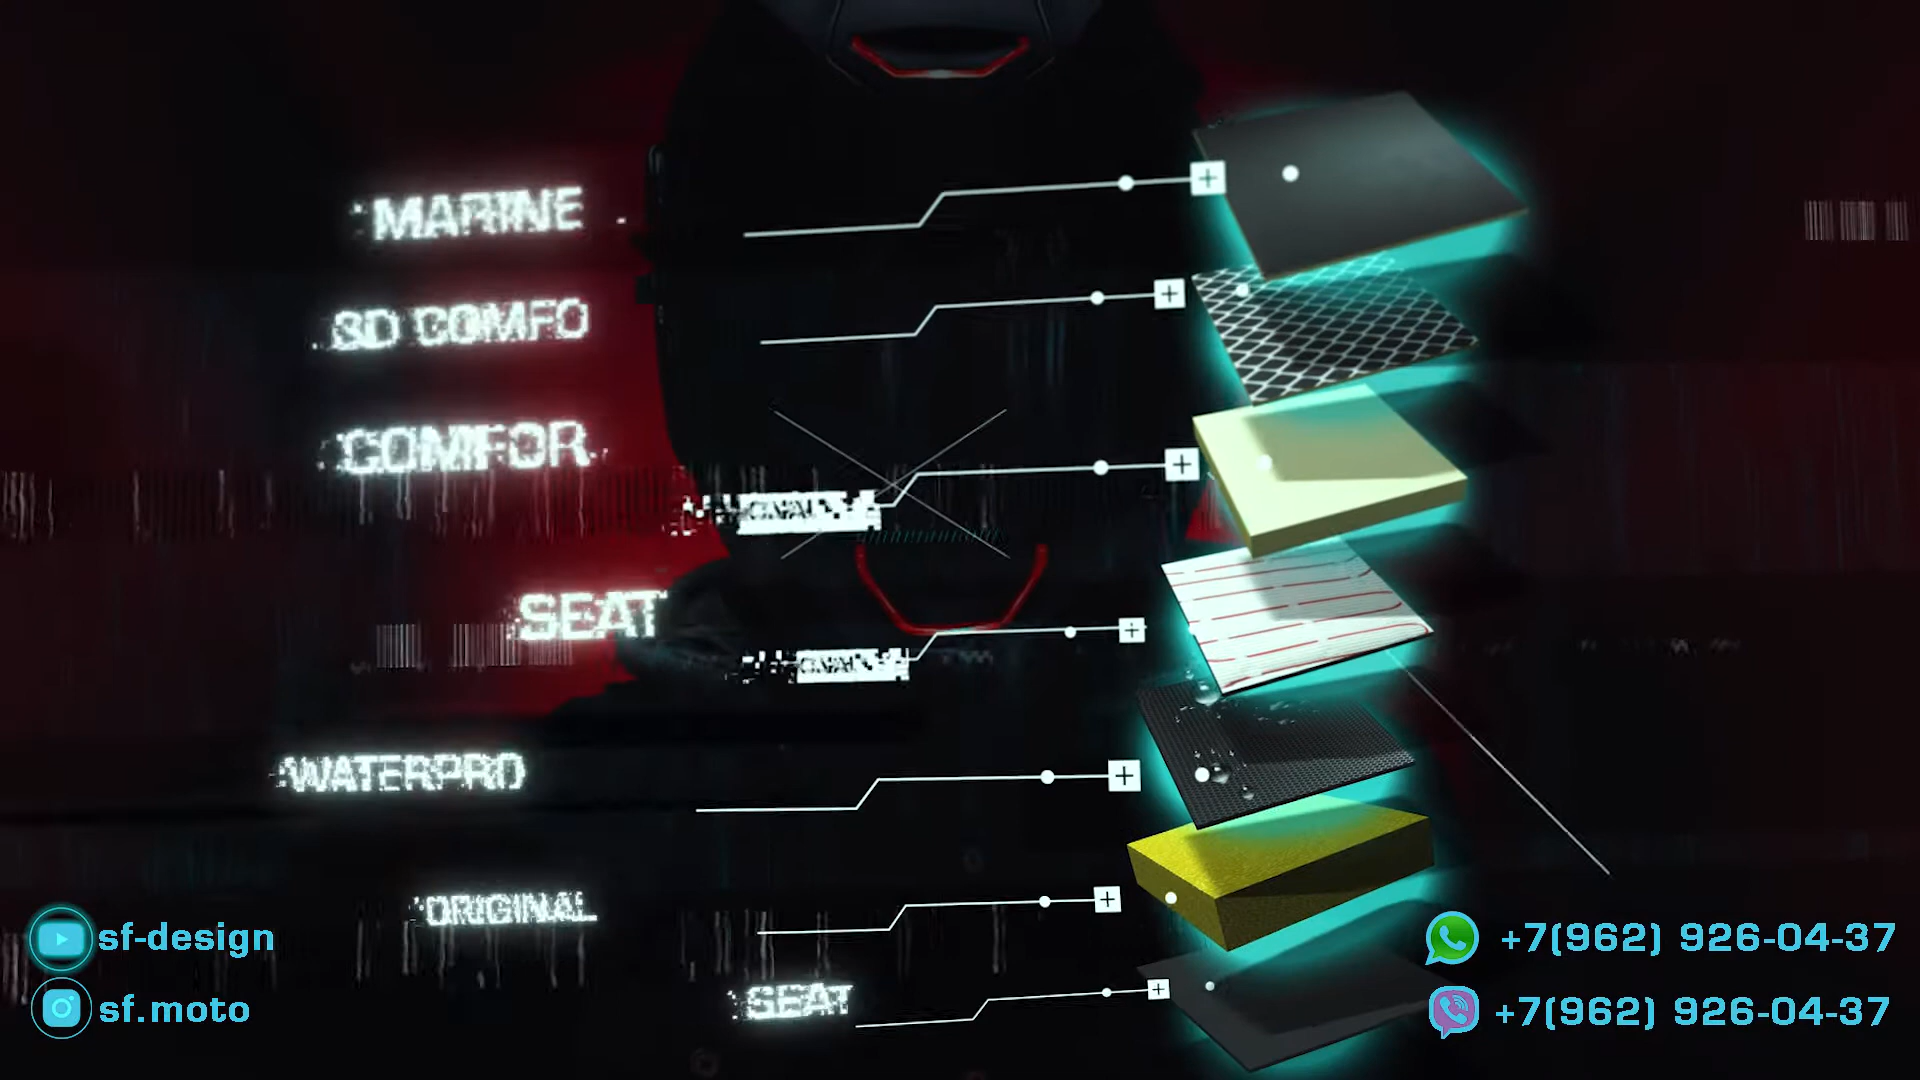 MARINE
3D COMFO
COMFOR
SEAT
WATERPRO
ORIGINAL
SEAT
sf-design
+7(962) 926-04-37
sf.moto
+7(962) 926-04-37